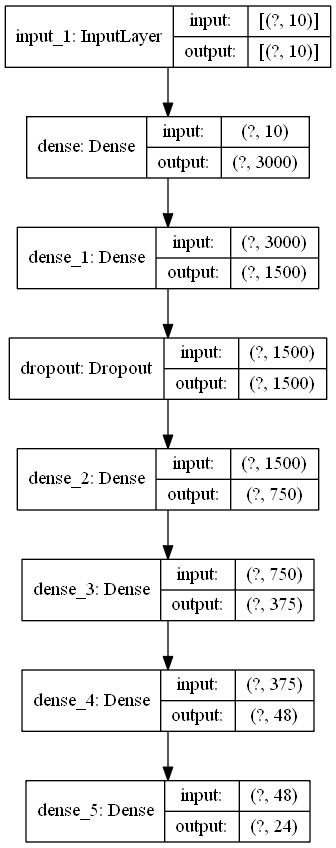 input_1: InputLayer
input: [(?, 10)]
output: [(?, 10)]
dense: Dense
input: (?, 10)
output: (?, 3000)
dense_1: Dense
input: (?, 3000)
output: (?, 1500)
dropout: Dropout
input: (?, 1500)
output: (?, 1500)
dense_2: Dense
input: (?, 1500)
output: (?, 750)
dense_3: Dense
input: (?, 750)
output: (?, 375)
dense_4: Dense
input: (?, 375)
output: (?, 48)
dense_5: Dense
input: (?, 48)
output: (?, 24)